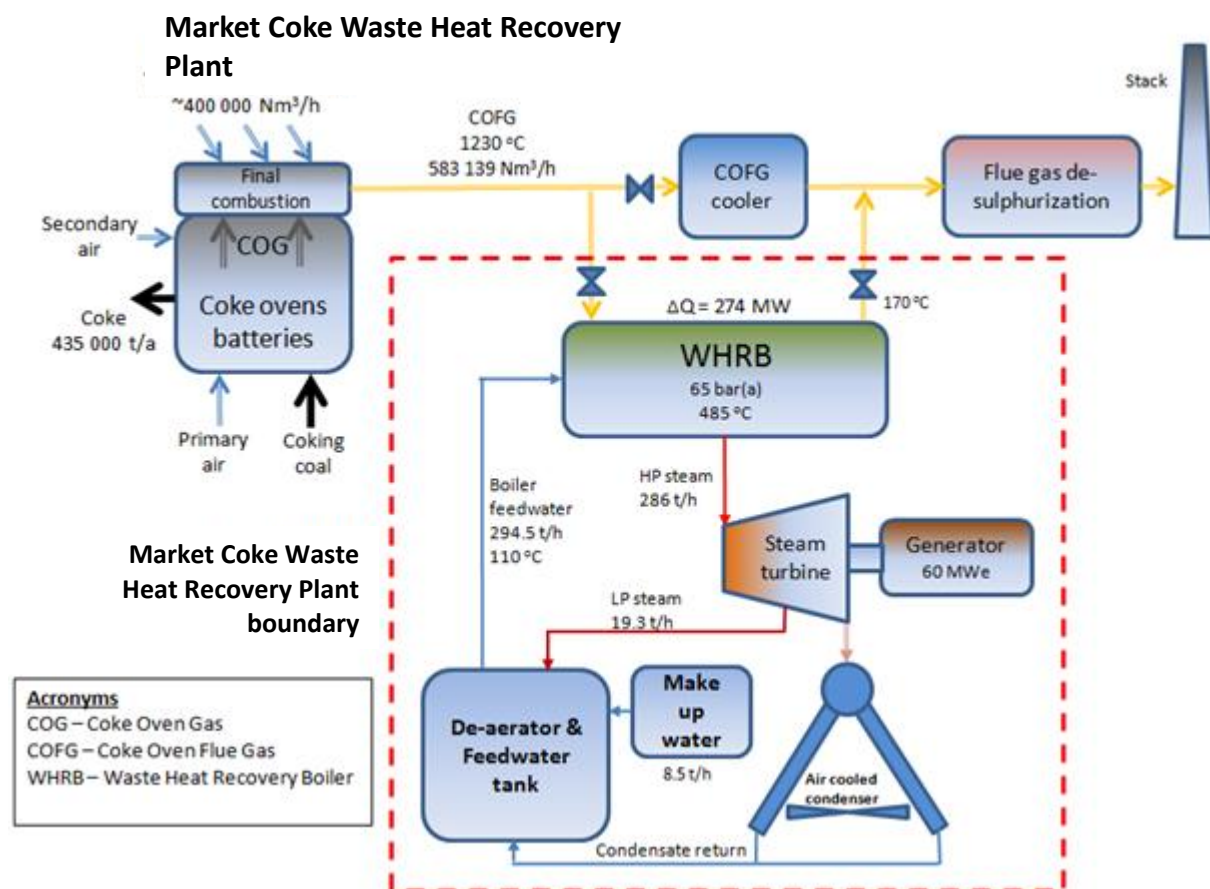 Market Coke Waste Heat Recovery
Plant
~400 000 Nm³/h
COFG
1230 °C
583 139 Nm³/h
Stack
Final
combustion
COFG
cooler
Flue gas de-
sulphurization
Secondary
air
COG
Coke ovens
batteries
Coke
435 000 t/a
Primary
air
Coking
coal
ΔQ = 274 MW
170 °C
WHRB
65 bar(a)
485 °C
Boiler
feedwater
294.5 t/h
110 °C
HP steam
286 t/h
Steam
turbine
Generator
60 MWe
Market Coke Waste
Heat Recovery Plant
boundary
LP steam
19.3 t/h
De-aerator &
Feedwater
tank
Make
up
water
8.5 t/h
Air cooled
condenser
Condensate return
Acronyms
COG – Coke Oven Gas
COFG – Coke Oven Flue Gas
WHRB – Waste Heat Recovery Boiler